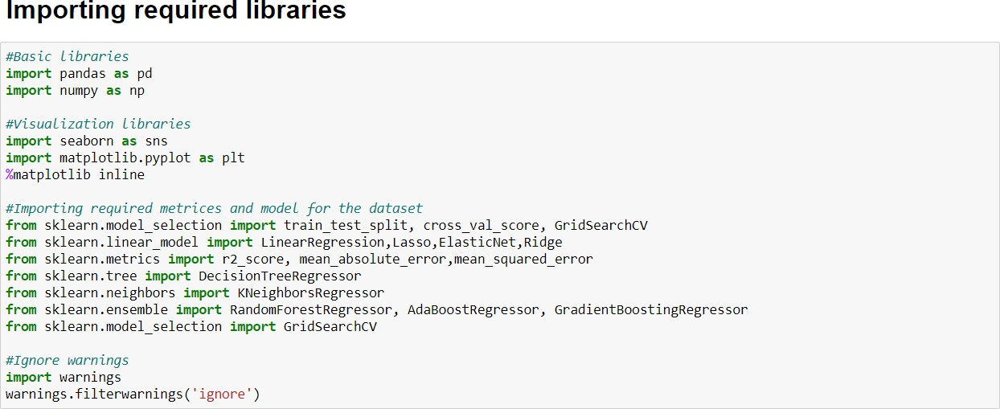 Importing required libraries
#Basic libraries
import pandas as pd
import numpy as np
#Visualization libraries
import seaborn as sns
import matplotlib.pyplot as plt
%matplotlib inline
#Importing required metrices and model for the dataset
from sklearn.model_selection import train_test_split, cross_val_score, GridSearchCV
from sklearn.linear_model import LinearRegression,Lasso,ElasticNet,Ridge
from sklearn.metrics import r2_score, mean_absolute_error,mean_squared_error
from sklearn.tree import DecisionTreeRegressor
from sklearn.neighbors import KNeighborsRegressor
from sklearn.ensemble import RandomForestRegressor, AdaBoostRegressor, GradientBoostingRegressor
from sklearn.model_selection import GridSearchCV
#Ignore warnings
import warnings
warnings.filterwarnings('ignore')